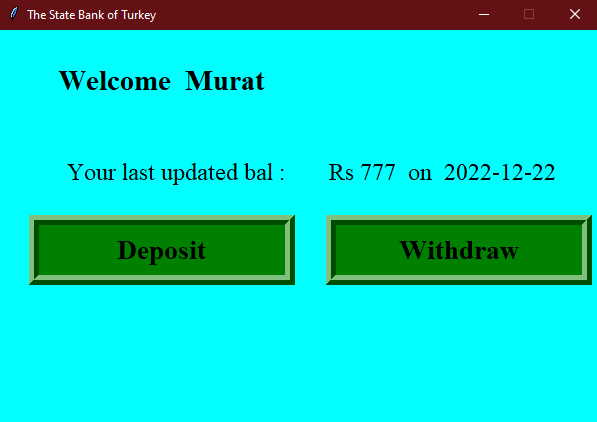 The State Bank of Turkey
Welcome Murat
Your last updated bal : Rs 777 on 2022-12-22
Deposit Withdraw